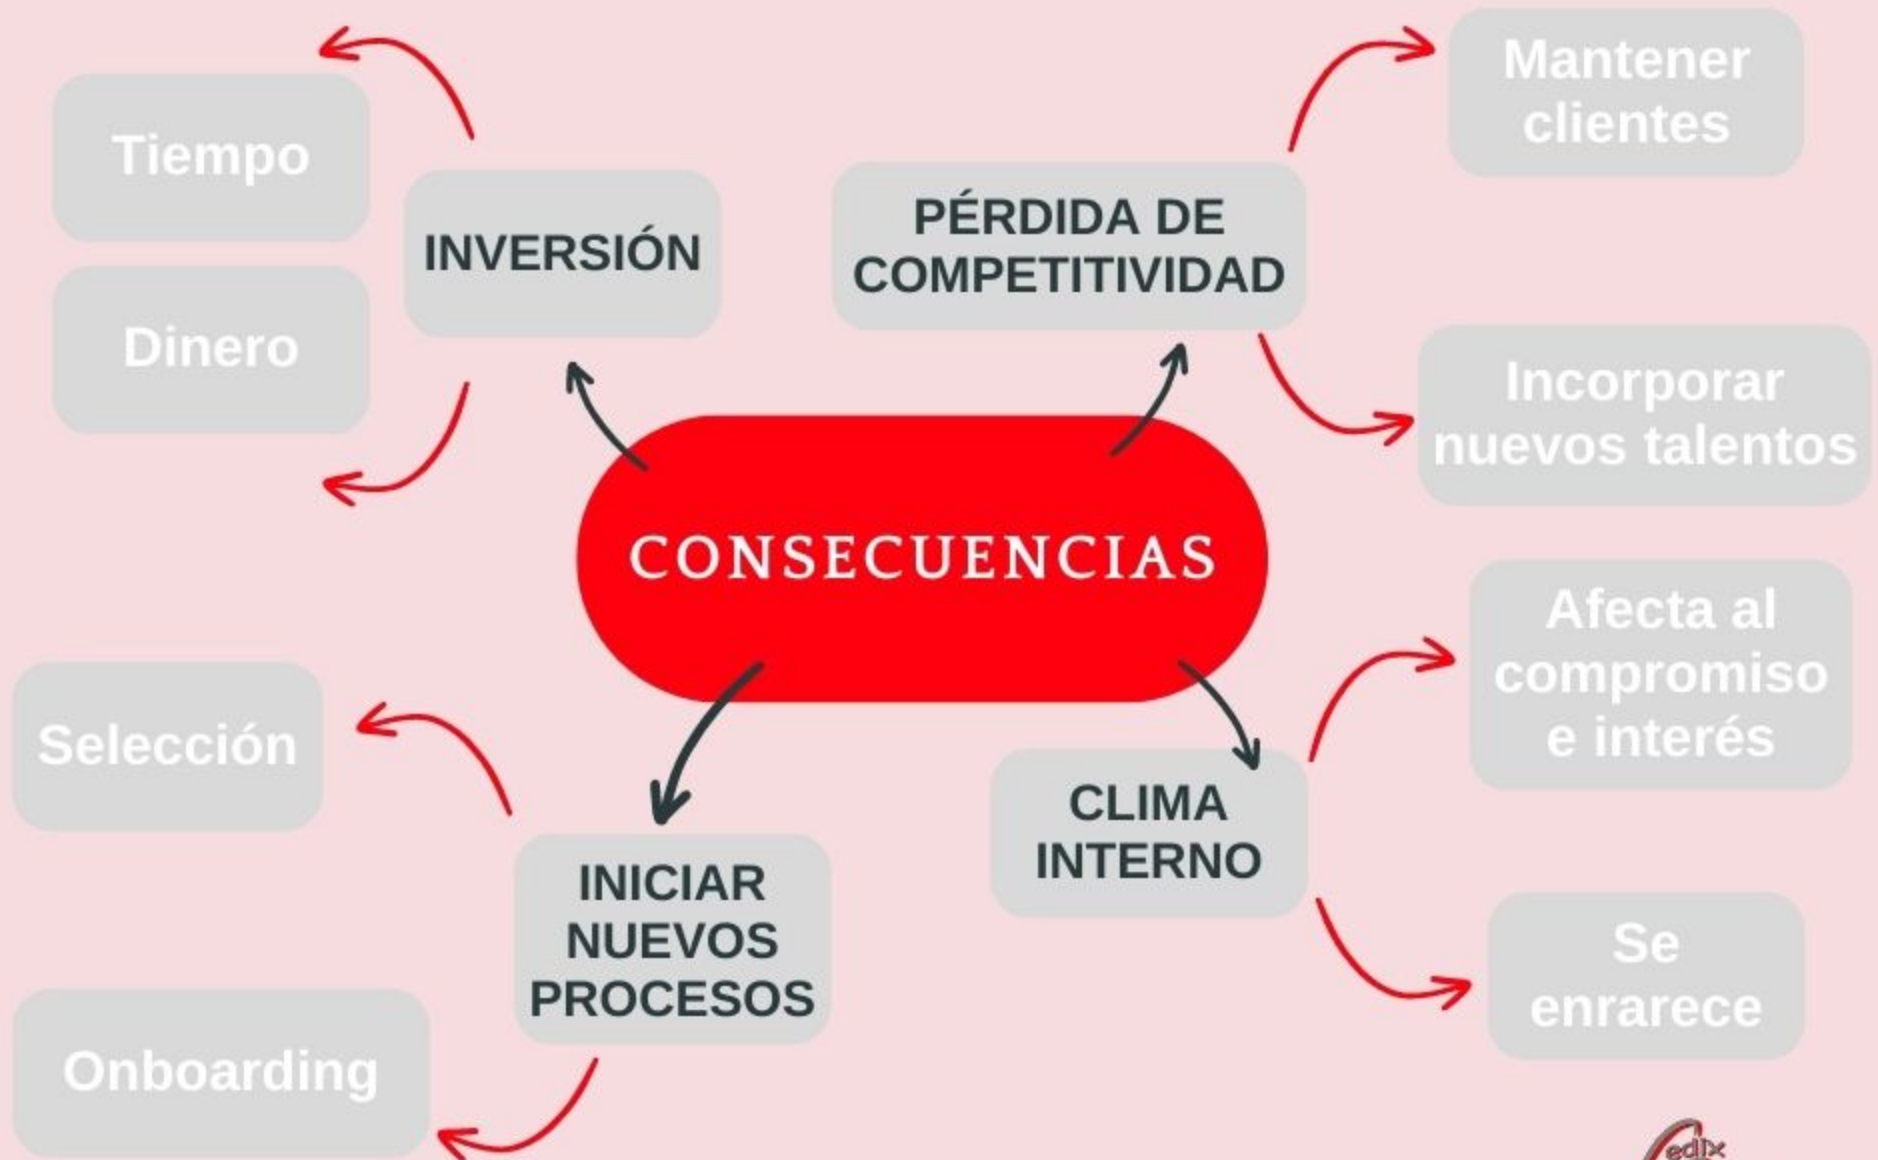 Tiempo
Dinero
INVERSIÓN
PÉRDIDA DE
COMPETITIVIDAD
Mantener
clientes
Incorporar
nuevos talentos
CONSECUENCIAS
Selección
Onboarding
INICIAR
NUEVOS
PROCESOS
CLIMA
INTERNO
Afecta al
compromiso
e interés
Se
enrarece
edix